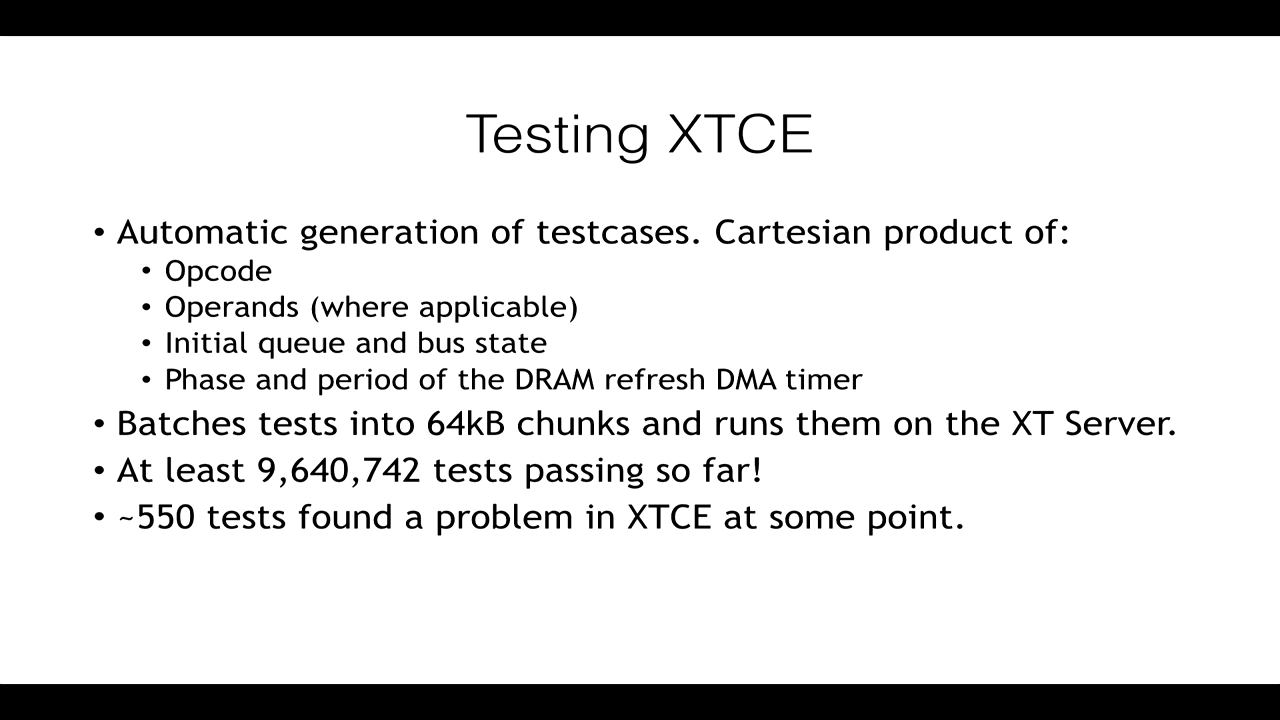 Testing XTCE
• Automatic generation of testcases. Cartesian product of:
• Opcode
• Operands (where applicable)
• Initial queue and bus state
• Phase and period of the DRAM refresh DMA timer
• Batches tests into 64kB chunks and runs them on the XT Server.
• At least 9,640,742 tests passing so far!
• ~550 tests found a problem in XTCE at some point.